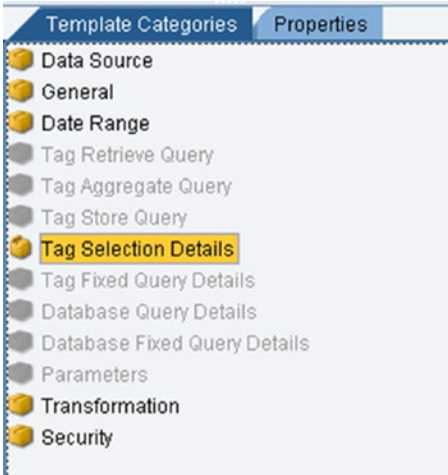 Template Categories Properties
Data Source
General
Date Range
Tag Retrieve Query
Tag Aggregate Query
Tag Store Query
Tag Selection Details
Tag Fixed Query Details
Database Query Details
Database Fixed Query Details
Parameters
Transformation
Security